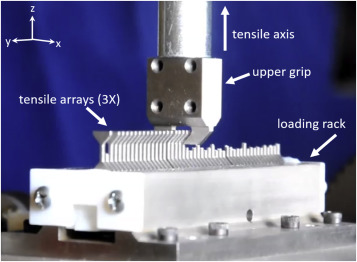 z
y
x
tensile axis
upper grip
tensile arrays (3X)
loading rack